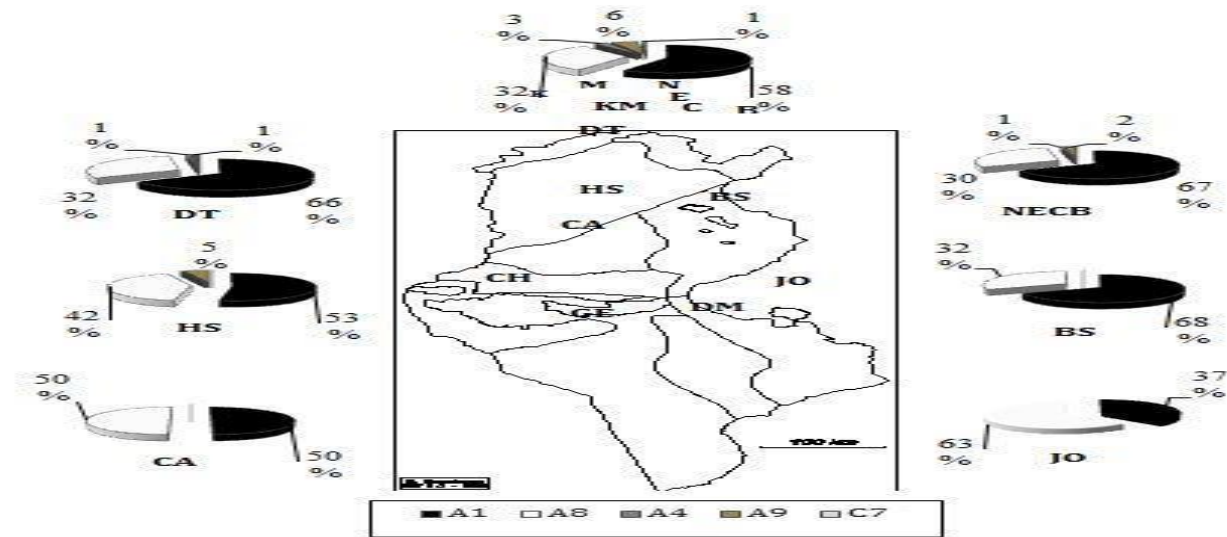 3 % 6 % 1 %
32 % K M N E 58 %
KM C R
1 % 1 %
32 % 66 %
DT
DT
1 % 2 %
30 % 67 %
NECB
HS
BS
CA
CH
JO
GE
DM
5 %
42 % 53 %
HS
32 %
68 %
BS
50 %
50 %
CA
37 %
63 %
JO
100 km
A1 A8 A4 A9 C7